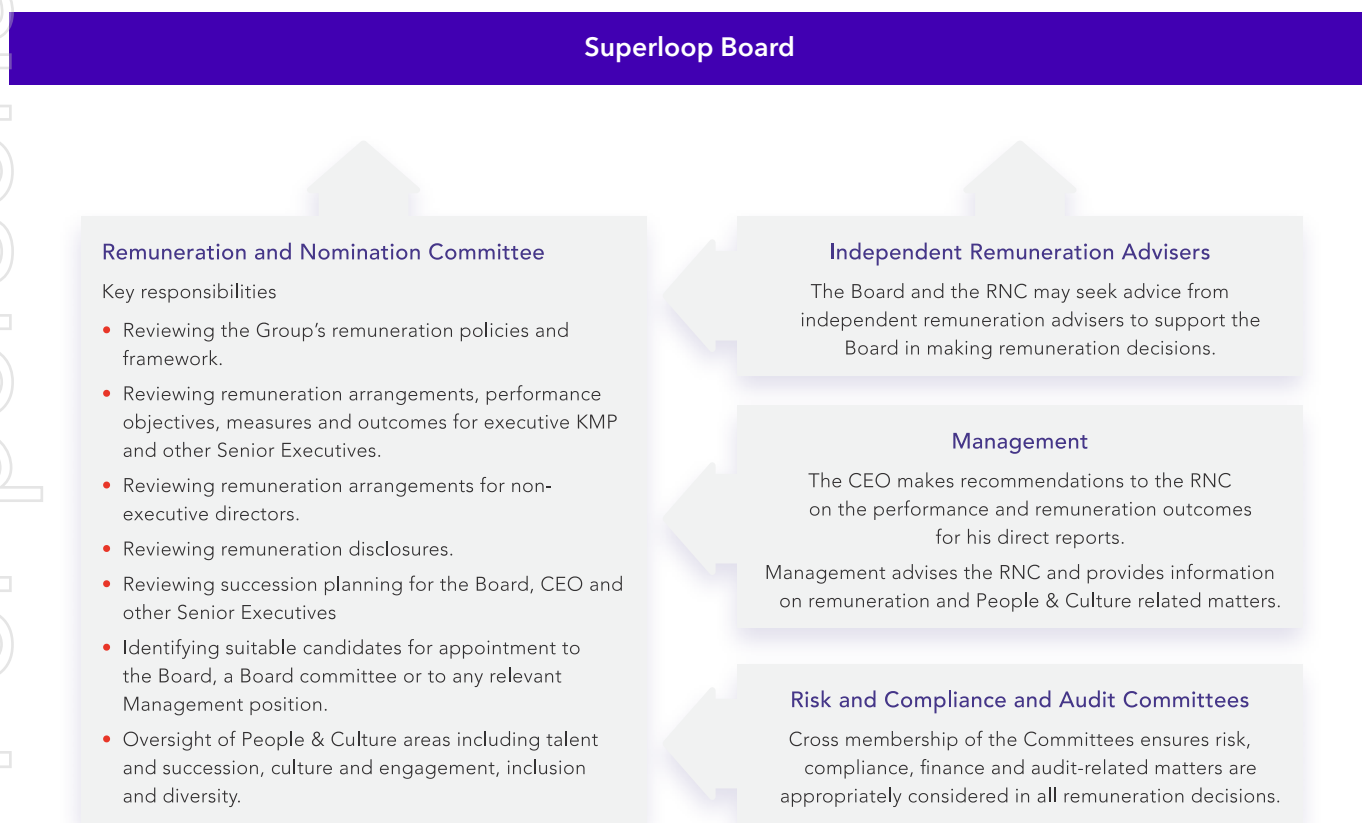 Superloop Board
Remuneration and Nomination Committee
Key responsibilities
• Reviewing the Group’s remuneration policies and
framework.
• Reviewing remuneration arrangements, performance
objectives, measures and outcomes for executive KMP
and other Senior Executives.
• Reviewing remuneration arrangements for non-
executive directors.
• Reviewing remuneration disclosures.
• Reviewing succession planning for the Board, CEO and
other Senior Executives
• Identifying suitable candidates for appointment to
the Board, a Board committee or to any relevant
Management position.
• Oversight of People & Culture areas including talent
and succession, culture and engagement, inclusion
and diversity.
Independent Remuneration Advisers
The Board and the RNC may seek advice from
independent remuneration advisers to support the
Board in making remuneration decisions.
Management
The CEO makes recommendations to the RNC
on the performance and remuneration outcomes
for his direct reports.
Management advises the RNC and provides information
on remuneration and People & Culture related matters.
Risk and Compliance and Audit Committees
Cross membership of the Committees ensures risk,
compliance, finance and audit-related matters are
appropriately considered in all remuneration decisions.